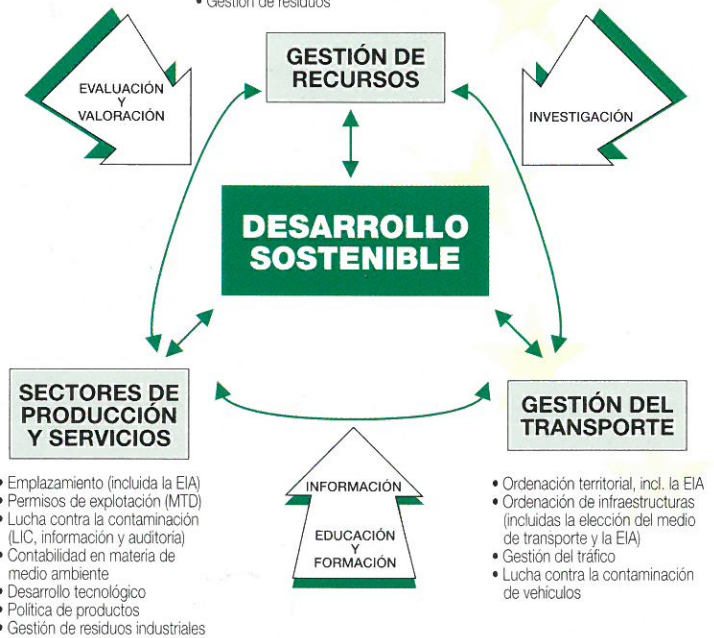 • Gestión de residuos
GESTIÓN DE
RECURSOS
EVALUACIÓN
Y
VALORACIÓN
INVESTIGACIÓN
DESARROLLO
SOSTENIBLE
SECTORES DE
PRODUCCIÓN
Y SERVICIOS
• Emplazamiento (incluida la EIA)
• Permisos de explotación (MTD)
• Lucha contra la contaminación
(LIC, información y auditoría)
• Contabilidad en materia de
medio ambiente
• Desarrollo tecnológico
• Política de productos
• Gestión de residuos industriales
INFORMACIÓN
EDUCACIÓN
Y
FORMACIÓN
GESTIÓN DEL
TRANSPORTE
• Ordenación territorial, incl. la EIA
• Ordenación de infraestructuras
(incluidas la elección del medio
de transporte y la EIA)
• Gestión del tráfico
• Lucha contra la contaminación
de vehículos